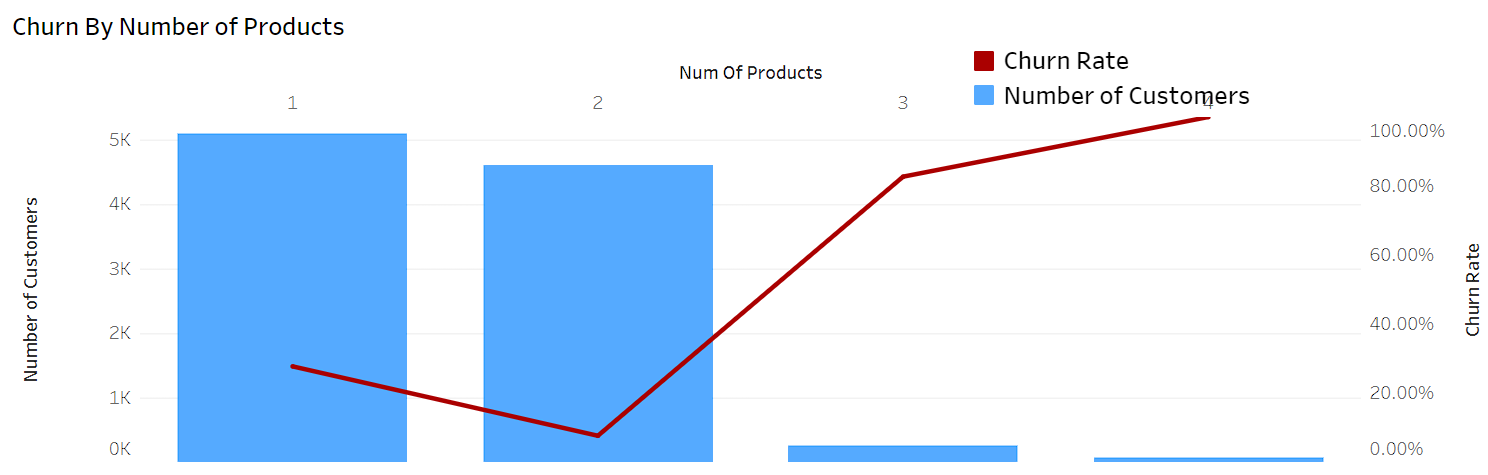 Churn By Number of Products
Churn Rate
Num Of Products
Number of Customers
1 2 3 4
5K
4K
3K
2K
1K
0K
Number of Customers
100.00%
80.00%
60.00%
40.00%
20.00%
0.00%
Churn Rate